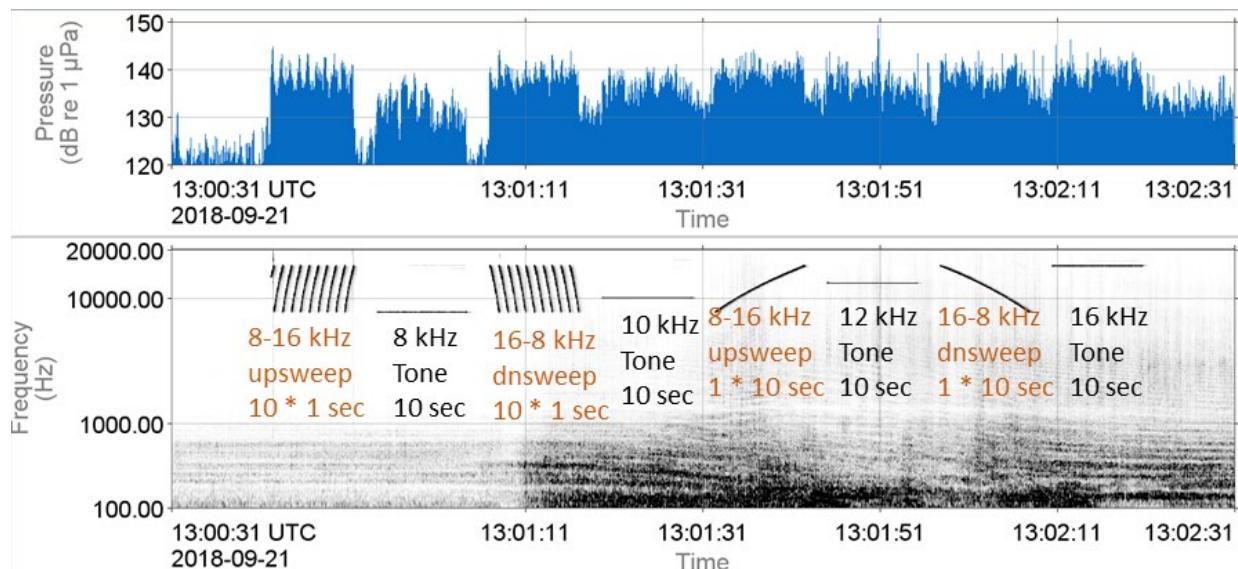 150
140
130
120
Pressure
(dB re 1 µPa)
13:00:31 UTC
2018-09-21
13:01:11
13:01:31
13:01:51
13:02:11
13:02:31
Time
20000.00
10000.00
1000.00
100.00
Frequency
(Hz)
8-16 kHz
upsweep
10 * 1 sec
8 kHz
Tone
10 sec
16-8 kHz
dnsweep
10 * 1 sec
10 kHz
Tone
10 sec
8-16 kHz
upsweep
1 * 10 sec
12 kHz
Tone
10 sec
16-8 kHz
dnsweep
1 * 10 sec
16 kHz
Tone
10 sec
13:00:31 UTC
2018-09-21
13:01:11
13:01:31
13:01:51
13:02:11
13:02:31
Time